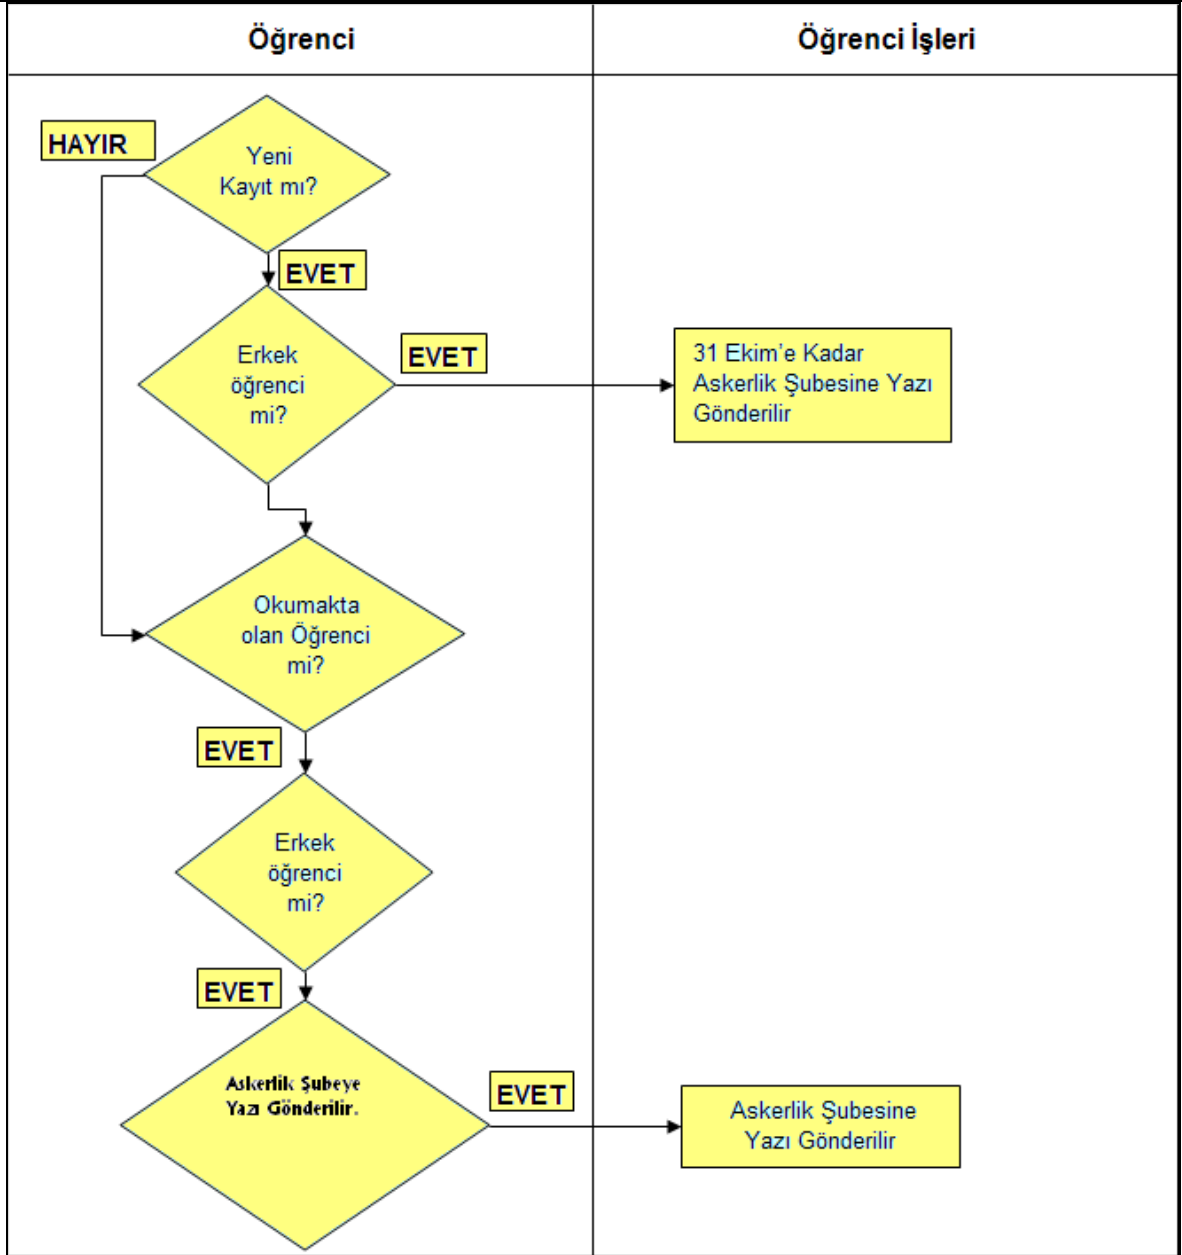 Öğrenci
Öğrenci İşleri
HAYIR
Yeni
Kayıt mı?
EVET
Erkek
öğrenci
mi?
EVET
31 Ekim’e Kadar
Askerlik Şubesine Yazı
Gönderilir
Okumakta
olan Öğrenci
mi?
EVET
Erkek
öğrenci
mi?
EVET
Askerlik Şubeye
Yazı Gönderilir.
EVET
Askerlik Şubesine
Yazı Gönderilir